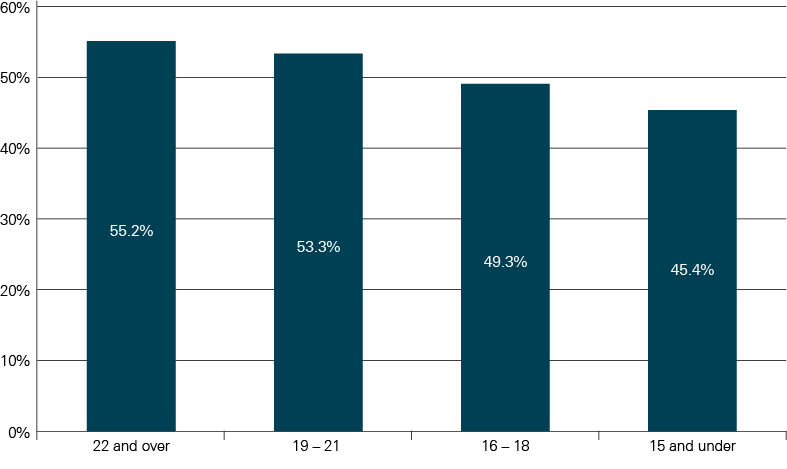 60%
50%
40%
30%
20%
10%
0%
55.2%
53.3%
49.3%
45.4%
22 and over
19 – 21
16 – 18
15 and under